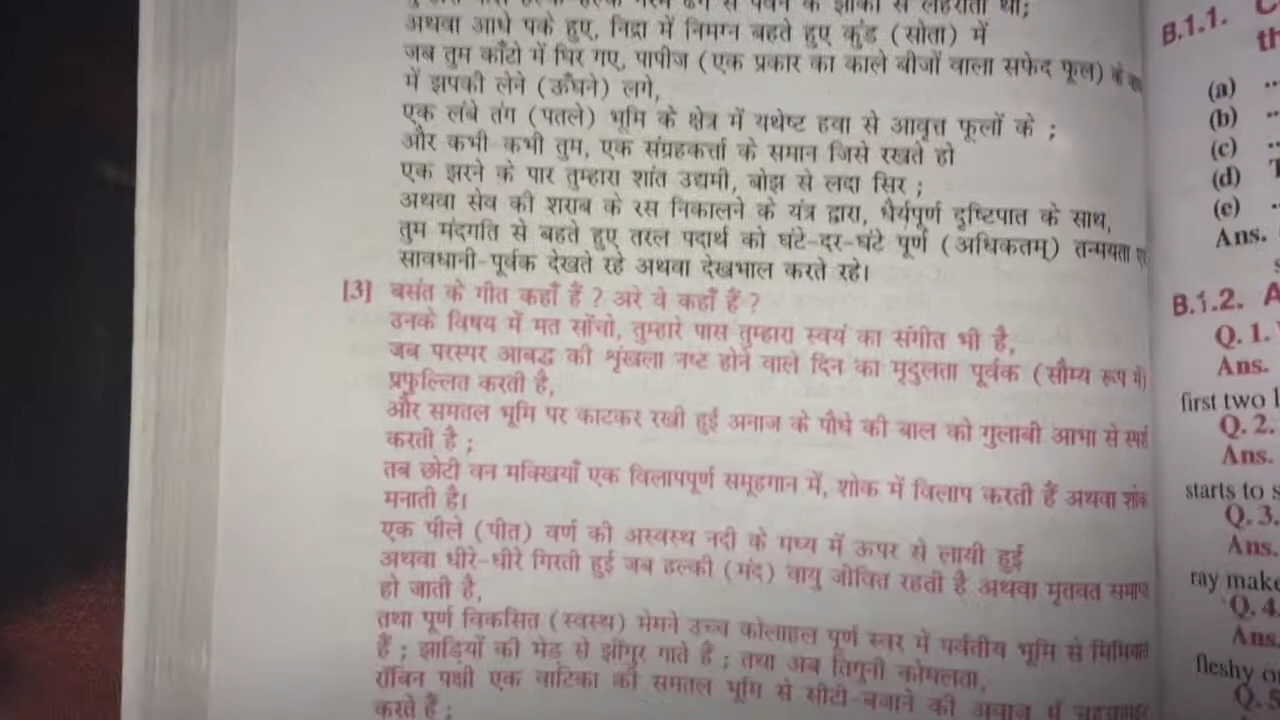 अथवा आधे पके हुए, निद्रा में निमग्न बहते हुए कुंड (सोता) में
जब तुम काँटो में घिर गए, पापीज (एक प्रकार का काले बीजों वाला सफेद फूल) के
में झपकी लेने (ऊँघने) लगे,
एक लंबे तंग (पतले) भूमि के क्षेत्र में यथेष्ट हवा से आवृत्त फूलों के ;
और कभी कभी तुम, एक संग्रहकर्त्ता के समान जिसे रखते हो
एक झरने के पार तुम्हारा शांत उद्यमी, बोझ से लदा सिर ;
अथवा सेव की शराब के रस निकालने के यंत्र द्वारा, धैर्यपूर्ण दृष्टिपात के साथ,
तुम मंदगति से बहते हुए तरल पदार्थ को घंटे-दर-घंटे पूर्ण (अधिकतम्) तन्मयता
सावधानी-पूर्वक देखते रहे अथवा देखभाल करते रहे।
[3] बसंत के गीत कहाँ हैं ? अरे वे कहाँ हैं ?
उनके विषय में मत सोंचो, तुम्हारे पास तुम्हारा स्वयं का संगीत भी है,
जब परस्पर आबद्ध की शृंखला नष्ट होने वाले दिन का मृदुलता पूर्वक (सौम्य रूप में)
प्रफुल्लित करती है,
और समतल भूमि पर काटकर रखी हुई अनाज के पौधे की बाल को गुलाबी आभा से
करती है ;
तब छोटी वन मक्खियाँ एक विलापपूर्ण समूहगान में, शोक में विलाप करती हैं अथवा शोक
मनाती है।
एक पीले (पीत) वर्ण की अस्वस्थ नदी के मध्य में ऊपर से लायी हुई
अथवा धीरे-धीरे गिरती हुई जब हल्की (मंद) वायु जीवित रहती है अथवा मृतवत
हो जाती है,
तथा पूर्ण विकसित (स्वस्थ) मेमने उच्च कोलाहल पूर्ण स्वर में पर्वतीय भूमि से
हैं ; झाड़ियों की मेड़ से झींगुर गाते हैं ; तथा अब तिगुनी कोमलता,
रॉबिन पक्षी एक वाटिका की समतल भूमि से सीटी-बजाने की अवाज में
करते हैं ;
B.1.1.
(a)
(b)
(c)
(d)
(e)
Ans.
B.1.2.
Q. 1.
Ans.
first two
Q. 2.
Ans.
starts to
Q. 3.
Ans.
ray make
Q. 4
Ans.
fleshy
Q. 5